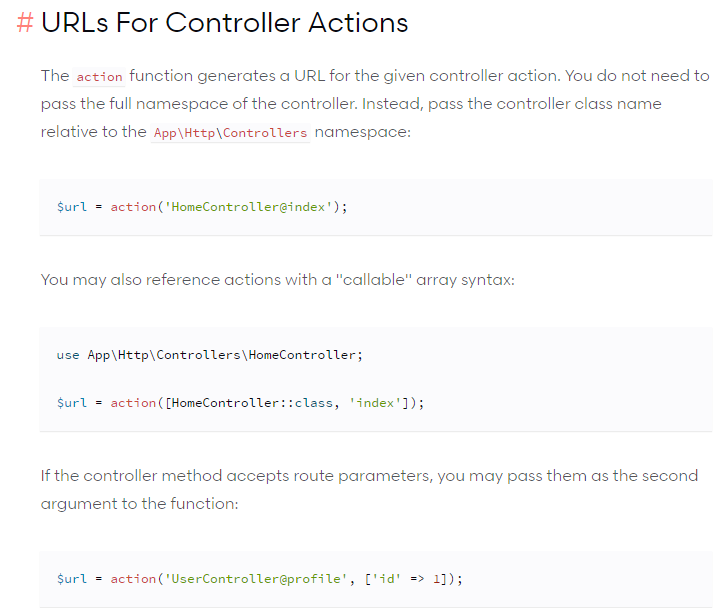 # URLs For Controller Actions
The action function generates a URL for the given controller action. You do not need to
pass the full namespace of the controller. Instead, pass the controller class name
relative to the App\Http\Controllers namespace:
$url = action('HomeController@index');
You may also reference actions with a "callable" array syntax:
use App\Http\Controllers\HomeController;
$url = action([HomeController::class, 'index']);
If the controller method accepts route parameters, you may pass them as the second
argument to the function:
$url = action('UserController@profile', ['id' => 1]);